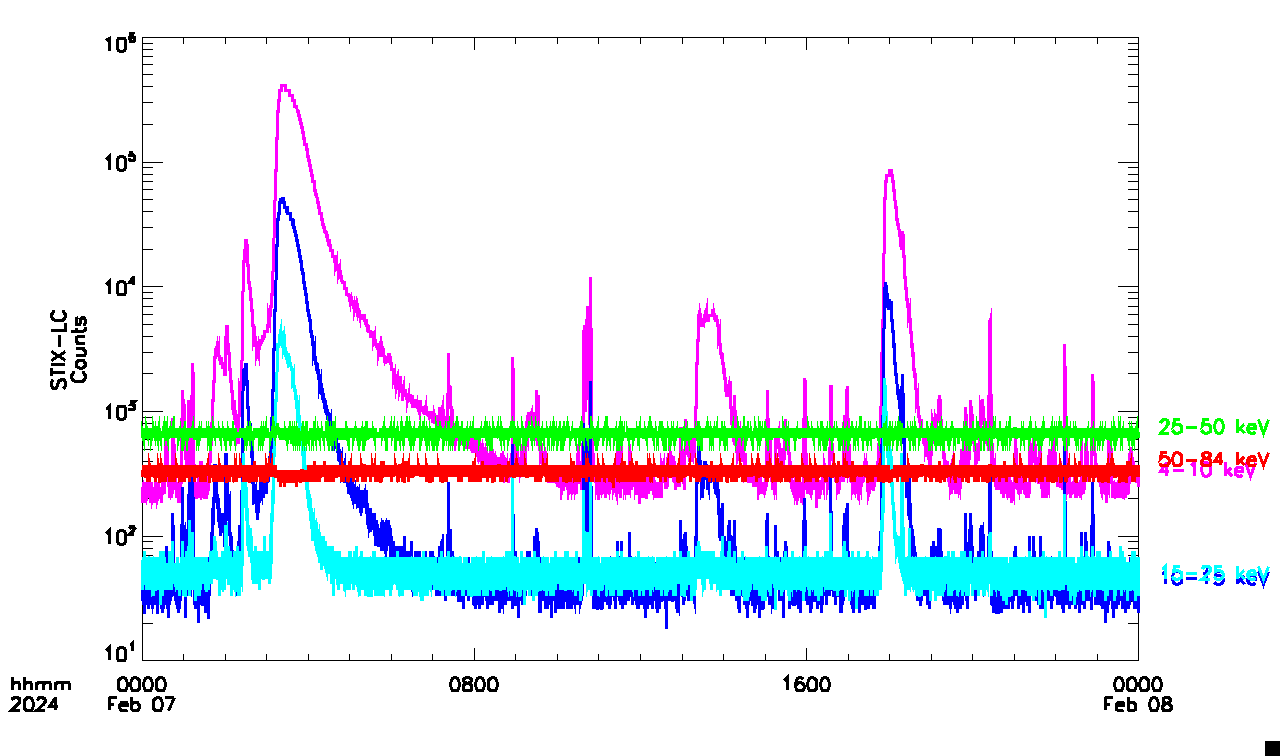 10⁶
10⁵
10⁴
10³
10²
10¹
STIX-LC
Counts
25-50 keV
50-84 keV
4-10 keV
15-25 keV
hhmm 0000 0800 1600 0000
2024 Feb 07 Feb 08